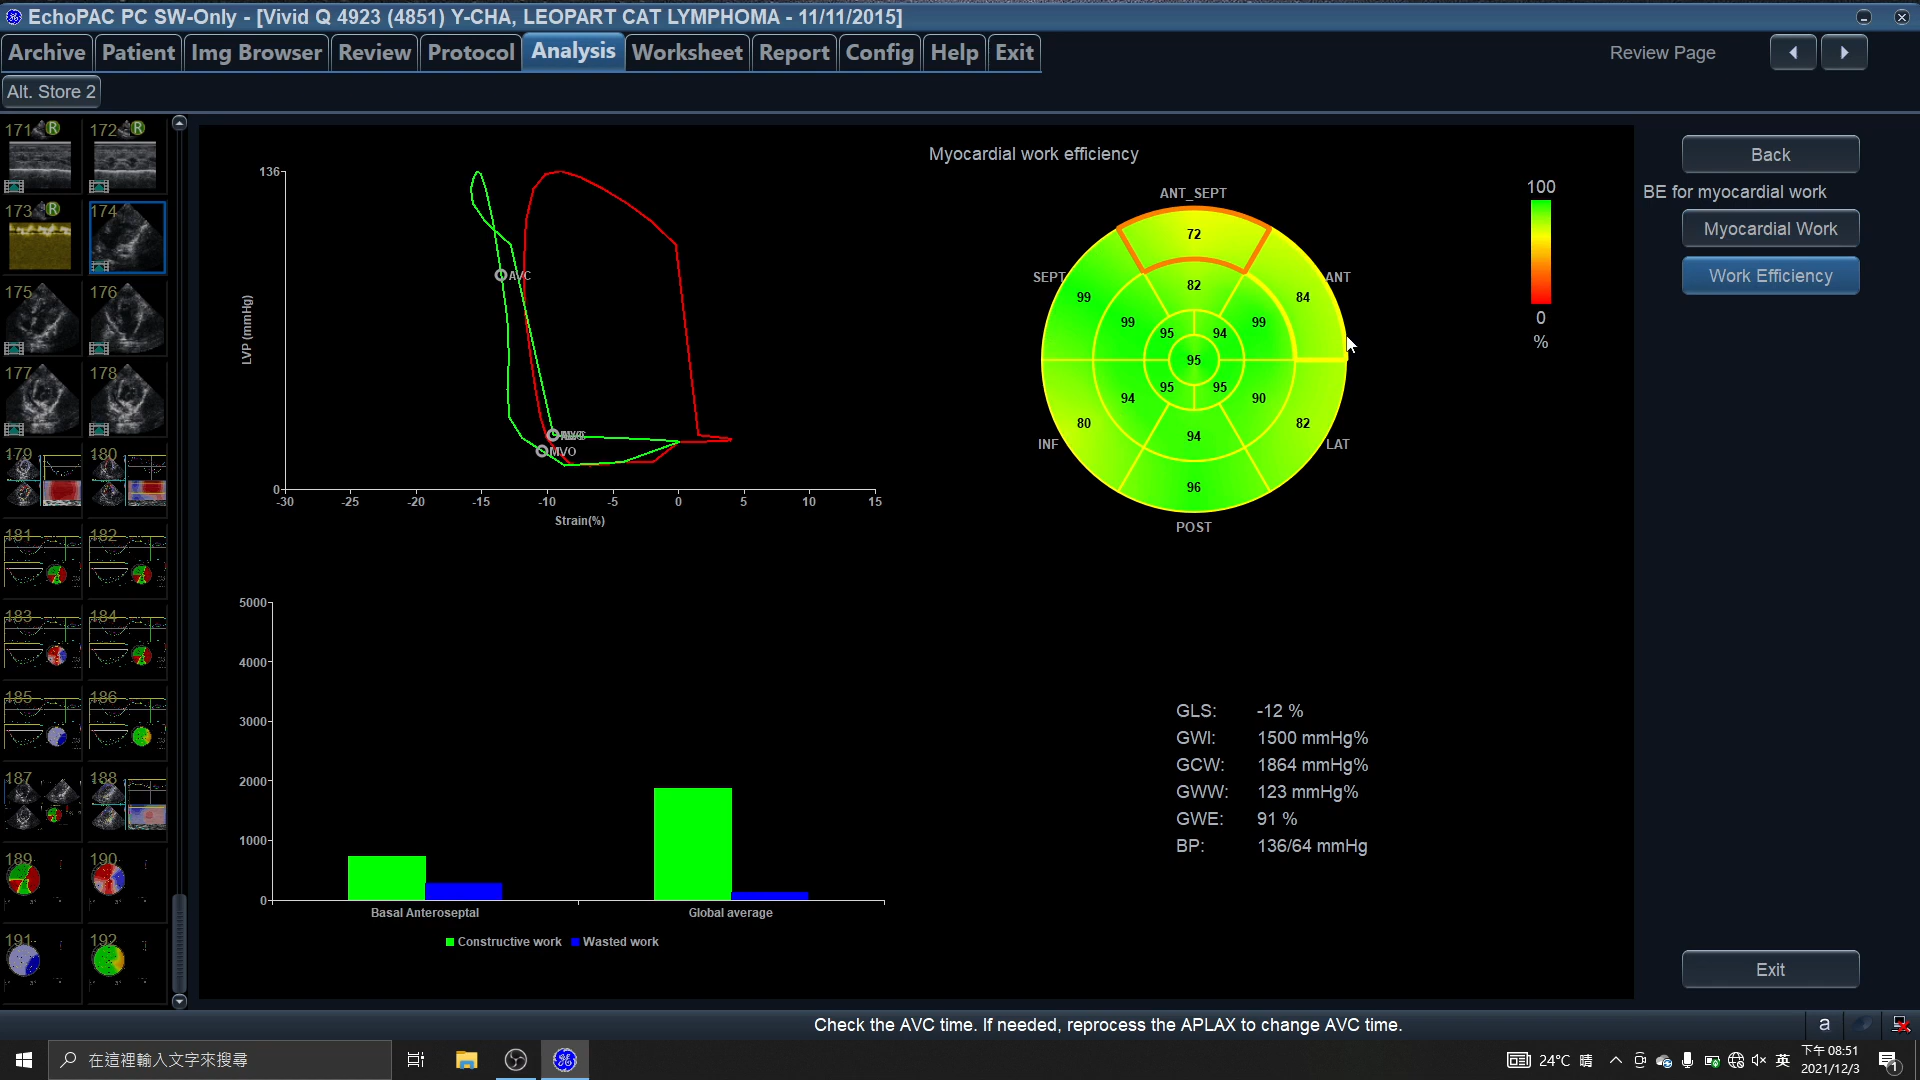 EchoPAC PC SW-Only - [Vivid Q 4923 (4851) Y-CHA, LEOPART CAT LYMPHOMA - 11/11/2015]
Archive Patient Img Browser Review Protocol Analysis Worksheet Report Config Help Exit Review Page
Alt. Store 2
171 R 172 R
173 R 174
175 176
177 178
179 180
181 182
183 184
185 186
187 188
189 190
191 192
136
LVP (mmHg)
0
AVC
MVO
-30 -25 -20 -15 -10 -5 0 5 10 15
Strain(%)
Myocardial work efficiency
ANT_SEPT
SEPT
ANT
INF
LAT
POST
72
82
99
84
99
99
95
94
95
95
95
94
90
80
82
94
96
100
0
%
5000
4000
3000
2000
1000
0
Basal Anteroseptal Global average
Constructive work Wasted work
GLS: -12 %
GWI: 1500 mmHg%
GCW: 1864 mmHg%
GWW: 123 mmHg%
GWE: 91 %
BP: 136/64 mmHg
Back
BE for myocardial work
Myocardial Work
Work Efficiency
Exit
Check the AVC time. If needed, reprocess the APLAX to change AVC time.
a
在這裡輸入文字來搜尋
24°C 晴
英
下午 08:51
2021/12/3
1